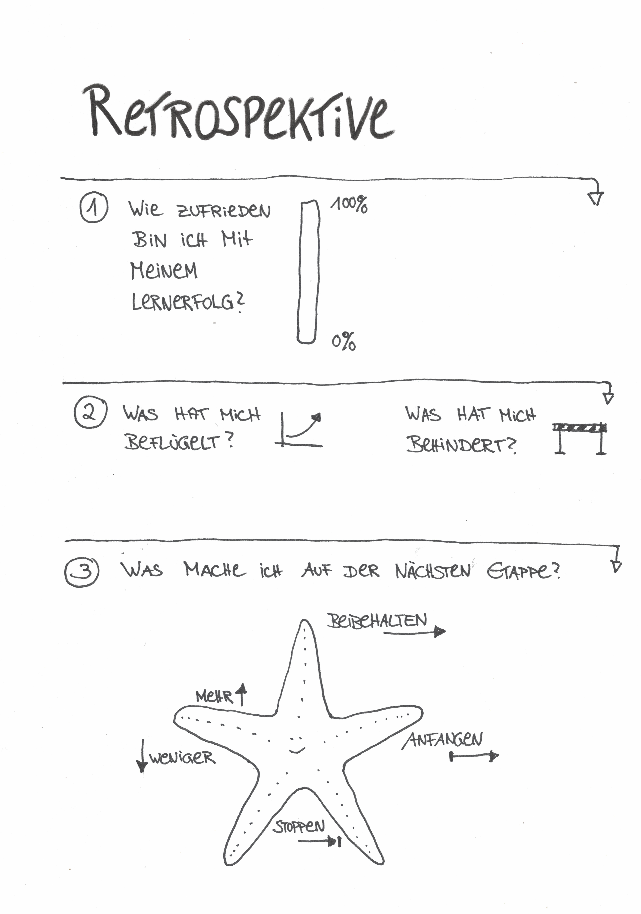 Retrospektive
1 Wie zufrieden
bin ich mit
meinem
Lernerfolg?
100%
0%
2 Was hat mich
beflügelt?
Was hat mich
behindert?
3 Was mache ich auf der nächsten Etappe?
Beibehalten
Mehr
Anfangen
Weniger
Stoppen